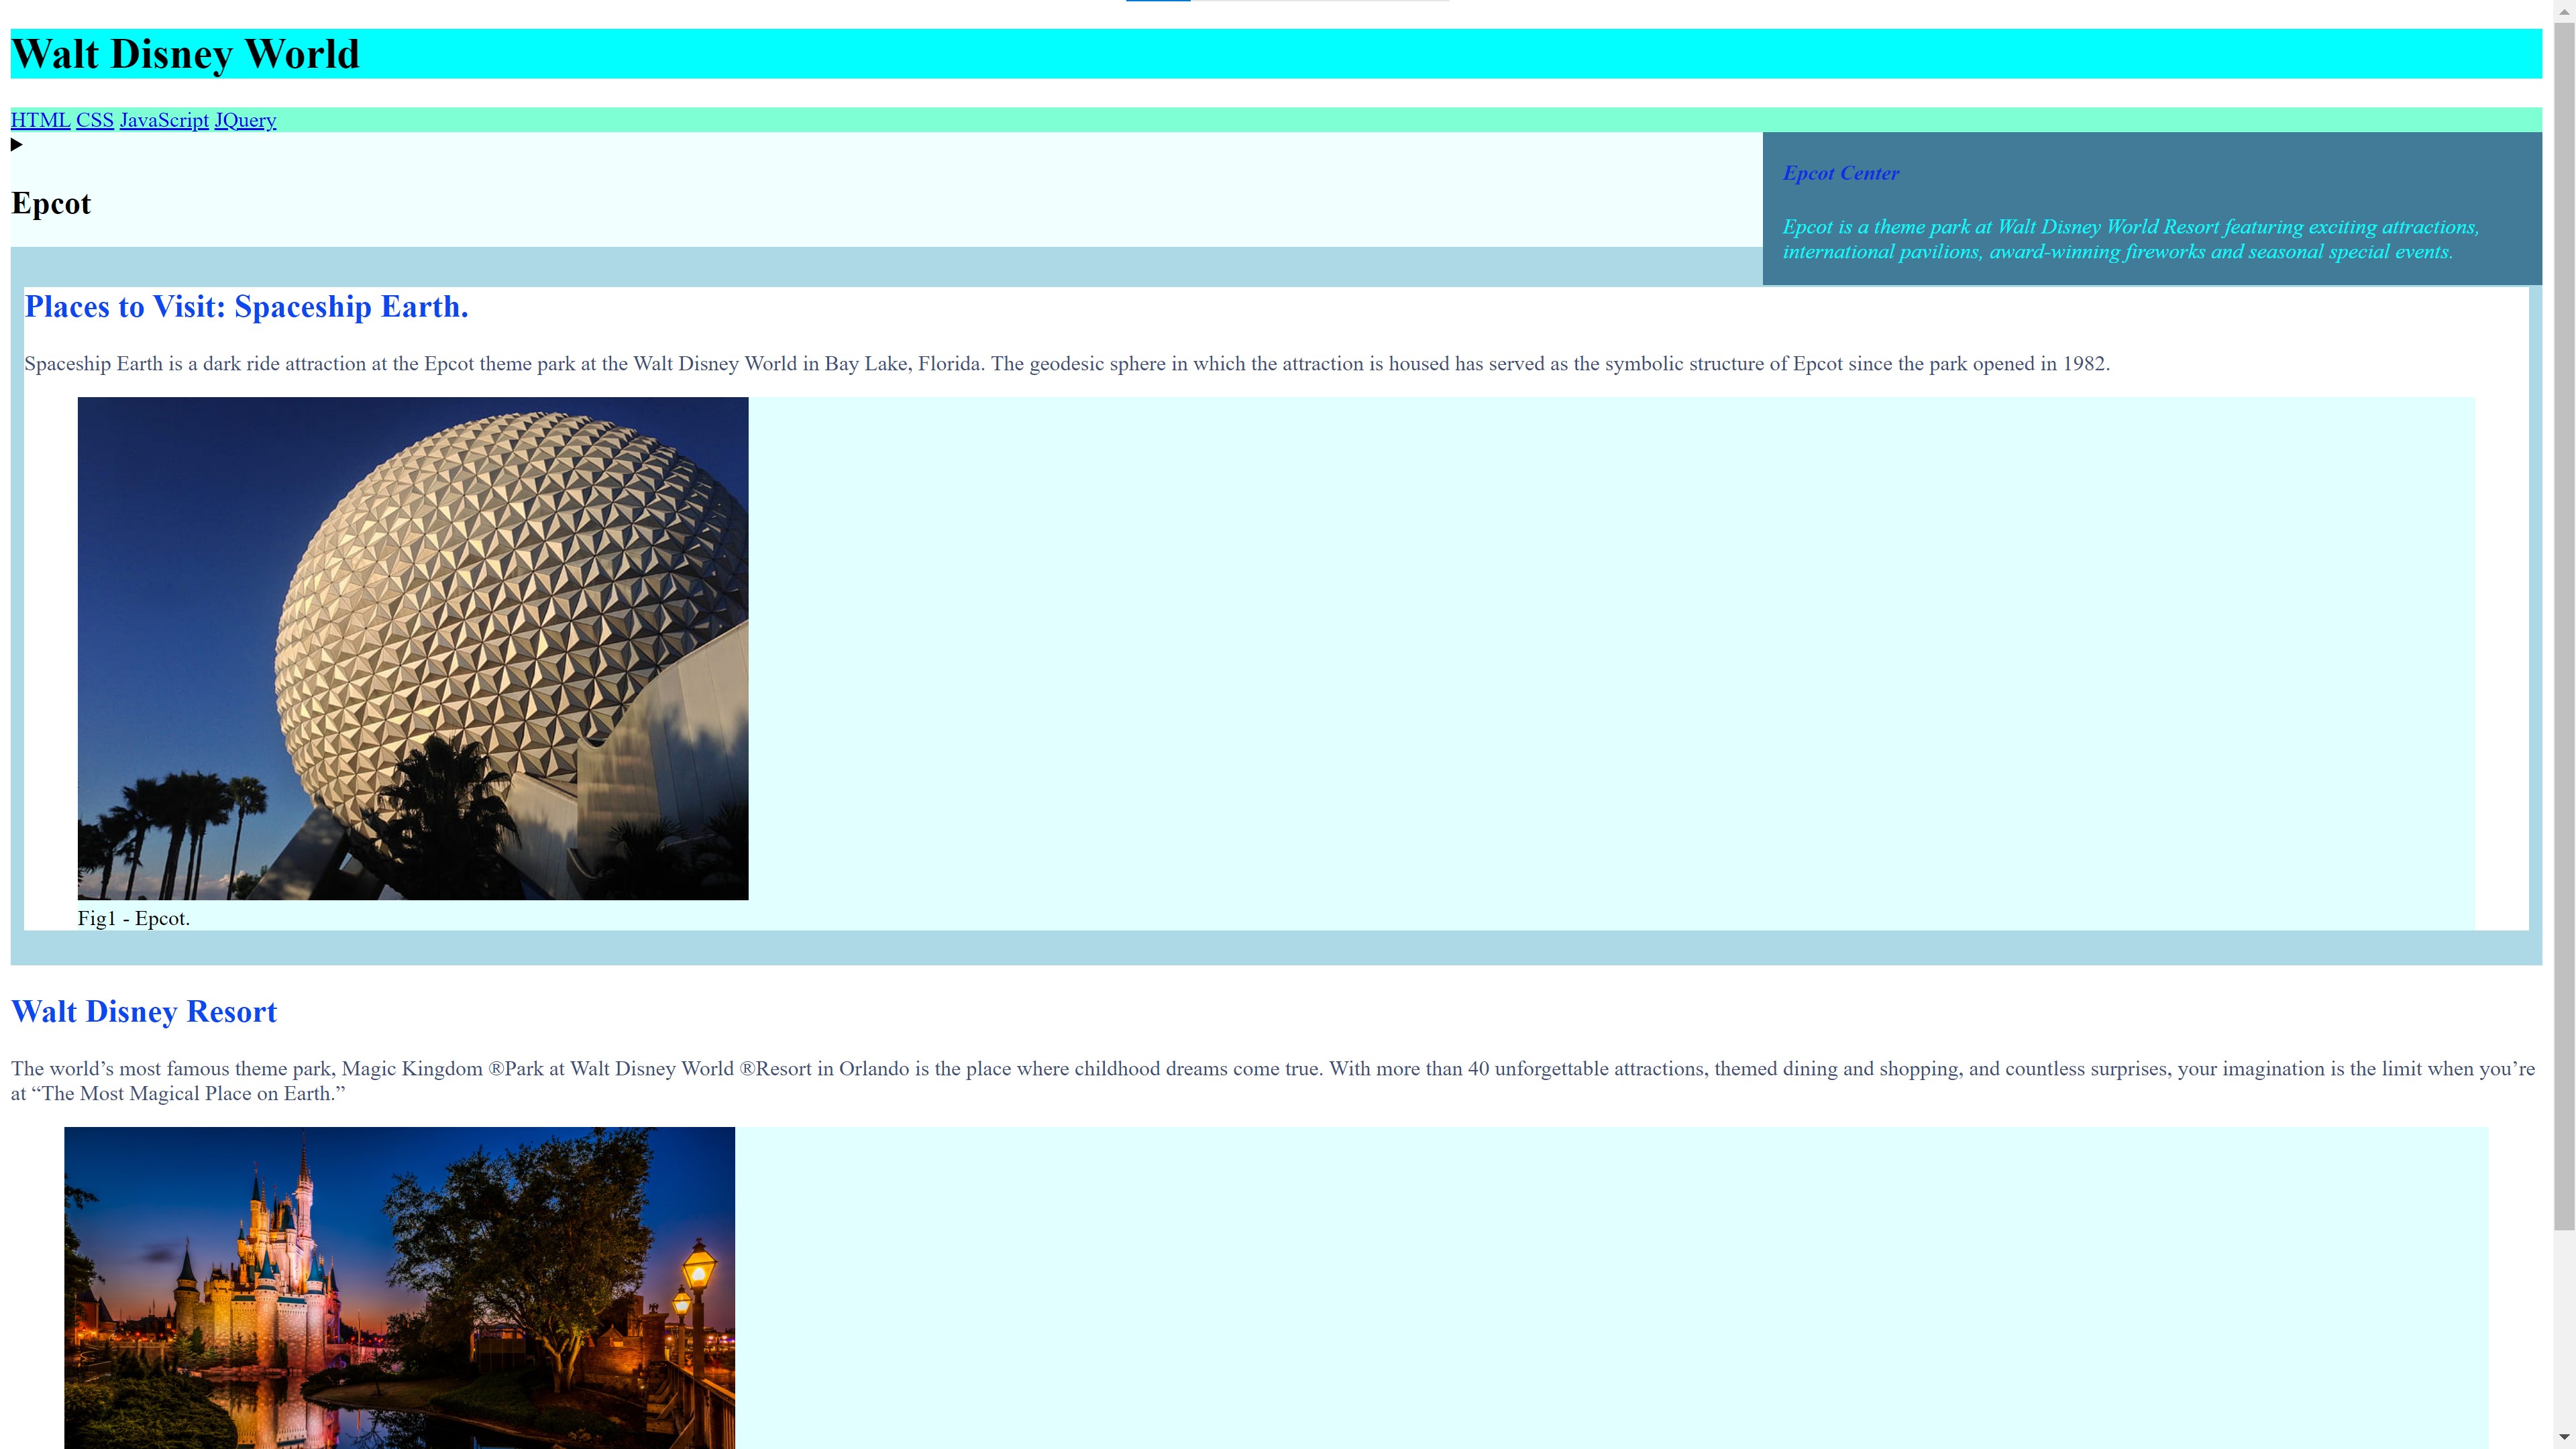 Walt Disney World
HTML CSS JavaScript JQuery
Epcot
Epcot Center
Epcot is a theme park at Walt Disney World Resort featuring exciting attractions,
international pavilions, award-winning fireworks and seasonal special events.
Places to Visit: Spaceship Earth.
Spaceship Earth is a dark ride attraction at the Epcot theme park at the Walt Disney World in Bay Lake, Florida. The geodesic sphere in which the attraction is housed has served as the symbolic structure of Epcot since the park opened in 1982.
Fig1 - Epcot.
Walt Disney Resort
The world’s most famous theme park, Magic Kingdom ®Park at Walt Disney World ®Resort in Orlando is the place where childhood dreams come true. With more than 40 unforgettable attractions, themed dining and shopping, and countless surprises, your imagination is the limit when you’re
at “The Most Magical Place on Earth.”